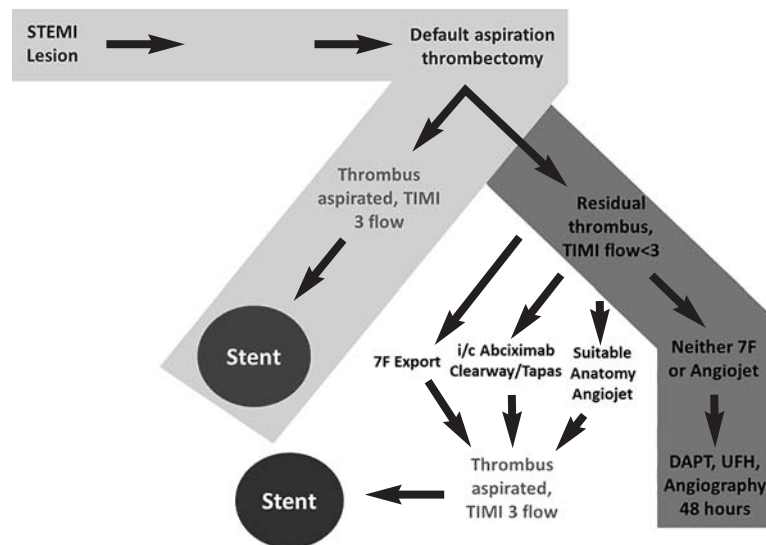 STEMI
Lesion
Default aspiration
thrombectomy
Thrombus
aspirated, TIMI
3 flow
Residual
thrombus,
TIMI flow<3
Stent
7F Export
i/c Abciximab
Clearway/Tapas
Suitable
Anatomy
Angiojet
Neither 7F
or Angiojet
Thrombus
aspirated,
TIMI 3 flow
Stent
DAPT, UFH,
Angiography
48 hours